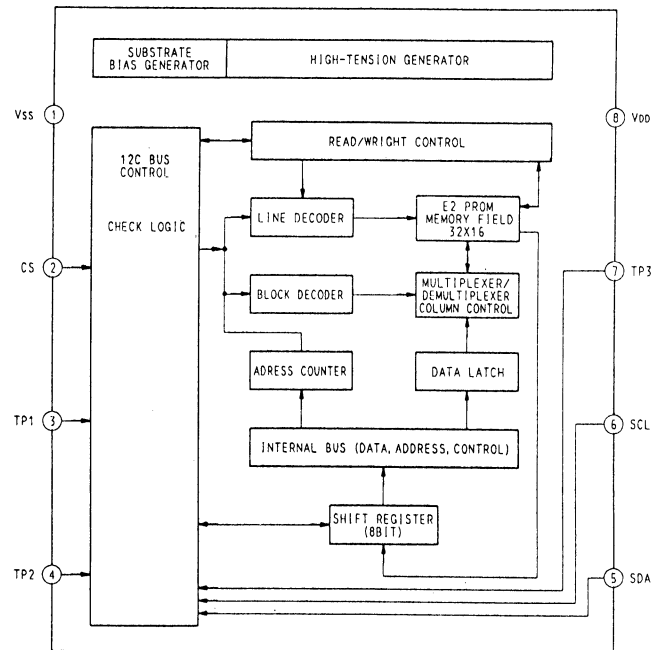 SUBSTRATE
BIAS GENERATOR
HIGH-TENSION GENERATOR
VSS 1
8 VDD
READ/WRIGHT CONTROL
12C BUS
CONTROL
CHECK LOGIC
LINE DECODER
E2 PROM
MEMORY FIELD
32X16
CS 2
7 TP3
BLOCK DECODER
MULTIPLEXER/
DEMULTIPLEXER
COLUMN CONTROL
ADRESS COUNTER
DATA LATCH
TP1 3
6 SCL
INTERNAL BUS (DATA, ADDRESS, CONTROL)
SHIFT REGISTER
(8BIT)
TP2 4
5 SDA